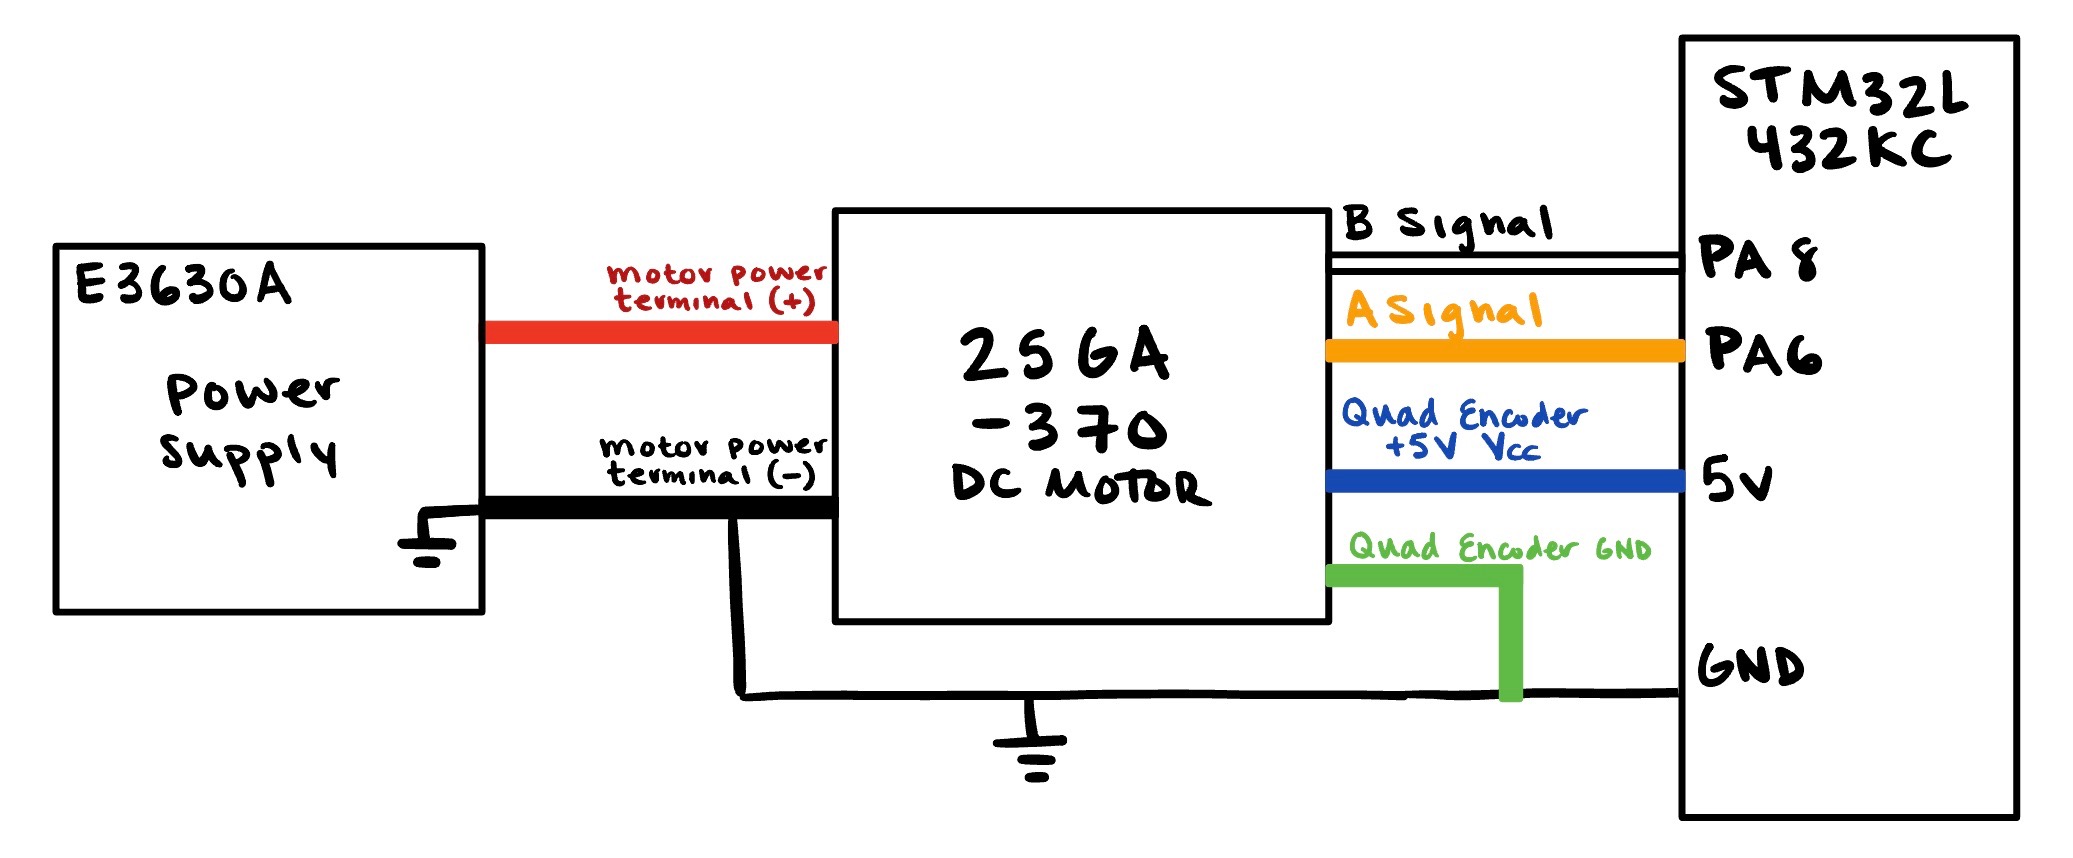 E3630A
Power
Supply
motor power
terminal (+)
motor power
terminal (-)
25GA
-370
DC MOTOR
B Signal
A Signal
Quad Encoder
+5V Vcc
Quad Encoder GND
STM32L
432KC
PA 8
PA6
5V
GND